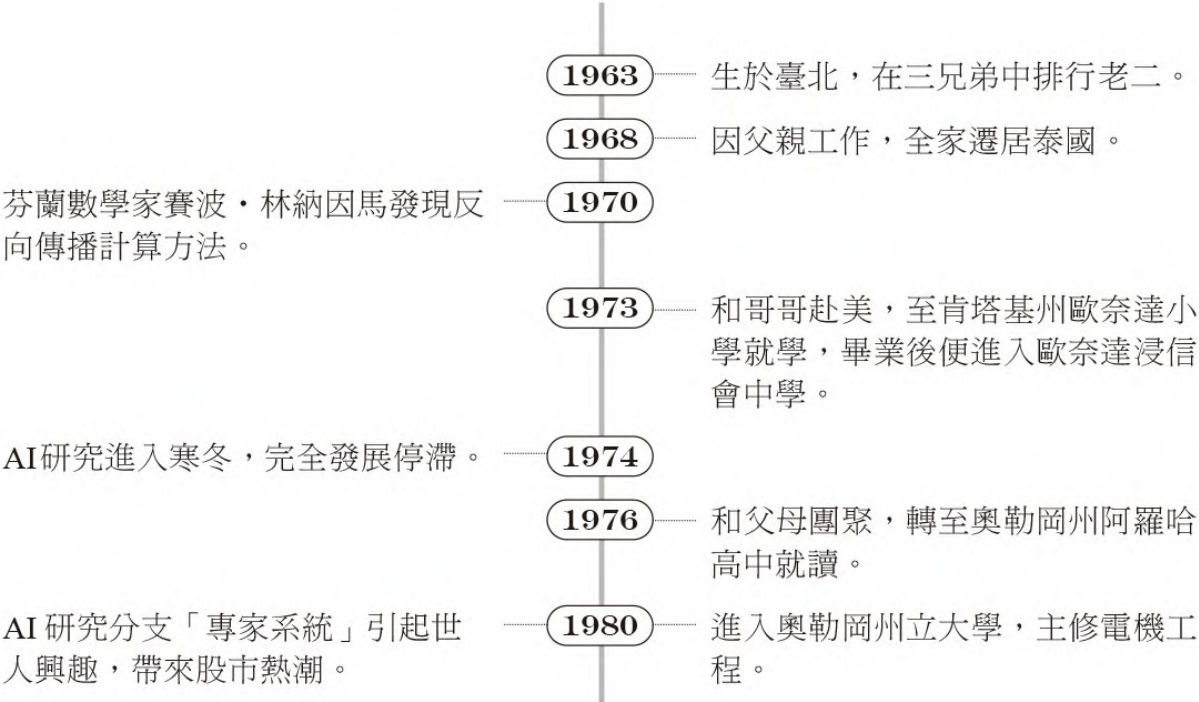 1963
生於臺北，在三兄弟中排行老二。
1968
因父親工作，全家遷居泰國。
芬蘭數學家賽波・林納因馬發現反
向傳播計算方法。
1970
1973
和哥哥赴美，至肯塔基州歐奈達小
學就學，畢業後便進入歐奈達浸信
會中學。
AI研究進入寒冬，完全發展停滯。
1974
1976
和父母團聚，轉至奧勒岡州阿羅哈
高中就讀。
AI 研究分支「專家系統」引起世
人興趣，帶來股市熱潮。
1980
進入奧勒岡州立大學，主修電機工
程。